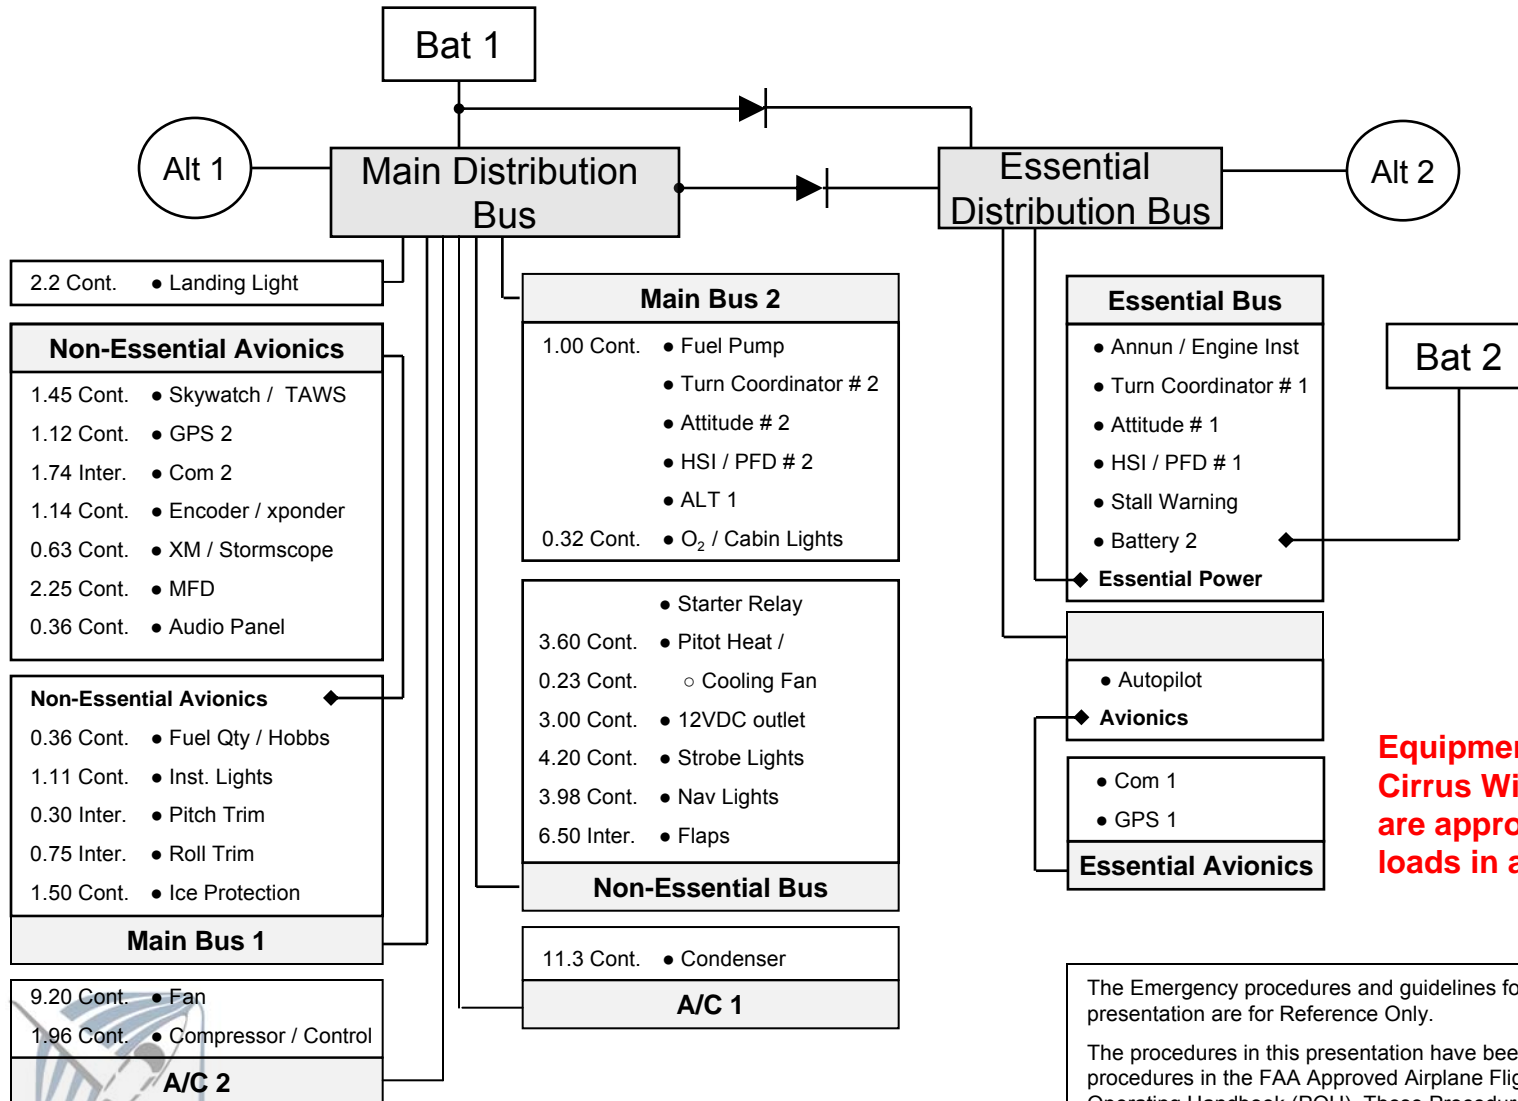 Bat 1
Alt 1
Main Distribution
Bus
Essential
Distribution Bus
Alt 2
2.2 Cont. ● Landing Light
Non-Essential Avionics
1.45 Cont. ● Skywatch / TAWS
1.12 Cont. ● GPS 2
1.74 Inter. ● Com 2
1.14 Cont. ● Encoder / xponder
0.63 Cont. ● XM / Stormscope
2.25 Cont. ● MFD
0.36 Cont. ● Audio Panel
Non-Essential Avionics
0.36 Cont. ● Fuel Qty / Hobbs
1.11 Cont. ● Inst. Lights
0.30 Inter. ● Pitch Trim
0.75 Inter. ● Roll Trim
1.50 Cont. ● Ice Protection
Main Bus 1
9.20 Cont. ● Fan
1.96 Cont. ● Compressor / Control
A/C 2
Main Bus 2
1.00 Cont. ● Fuel Pump
● Turn Coordinator # 2
● Attitude # 2
● HSI / PFD # 2
● ALT 1
0.32 Cont. ● O₂ / Cabin Lights
● Starter Relay
3.60 Cont. ● Pitot Heat /
0.23 Cont. ○ Cooling Fan
3.00 Cont. ● 12VDC outlet
4.20 Cont. ● Strobe Lights
3.98 Cont. ● Nav Lights
6.50 Inter. ● Flaps
Non-Essential Bus
11.3 Cont. ● Condenser
A/C 1
Essential Bus
● Annun / Engine Inst
● Turn Coordinator # 1
● Attitude # 1
● HSI / PFD # 1
● Stall Warning
● Battery 2
Essential Power
Bat 2
● Autopilot
Avionics
● Com 1
● GPS 1
Essential Avionics
Cirrus
are
loads in
The Emergency procedures and guidelines
presentation are for Reference Only.
The procedures in this presentation have
procedures in the FAA Approved Airplane
Operating Handbook (POH). These